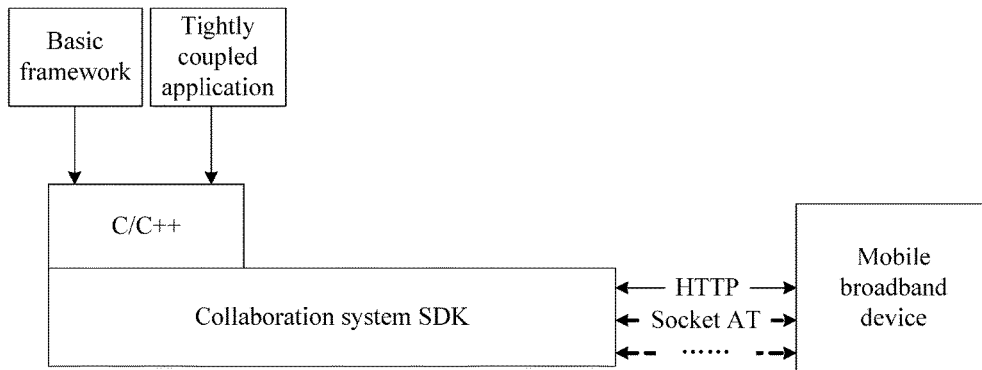 Basic
framework
Tightly
coupled
application
C/C++
Collaboration system SDK
HTTP
Socket AT
······
Mobile
broadband
device